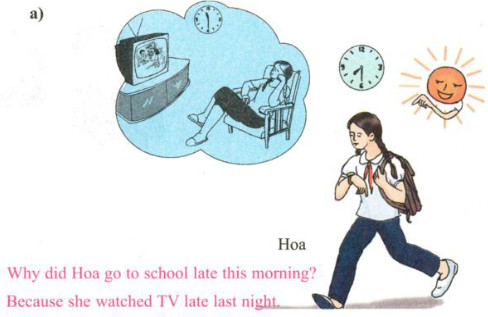 a)
Hoa
Why did Hoa go to school late this morning?
Because she watched TV late last night.